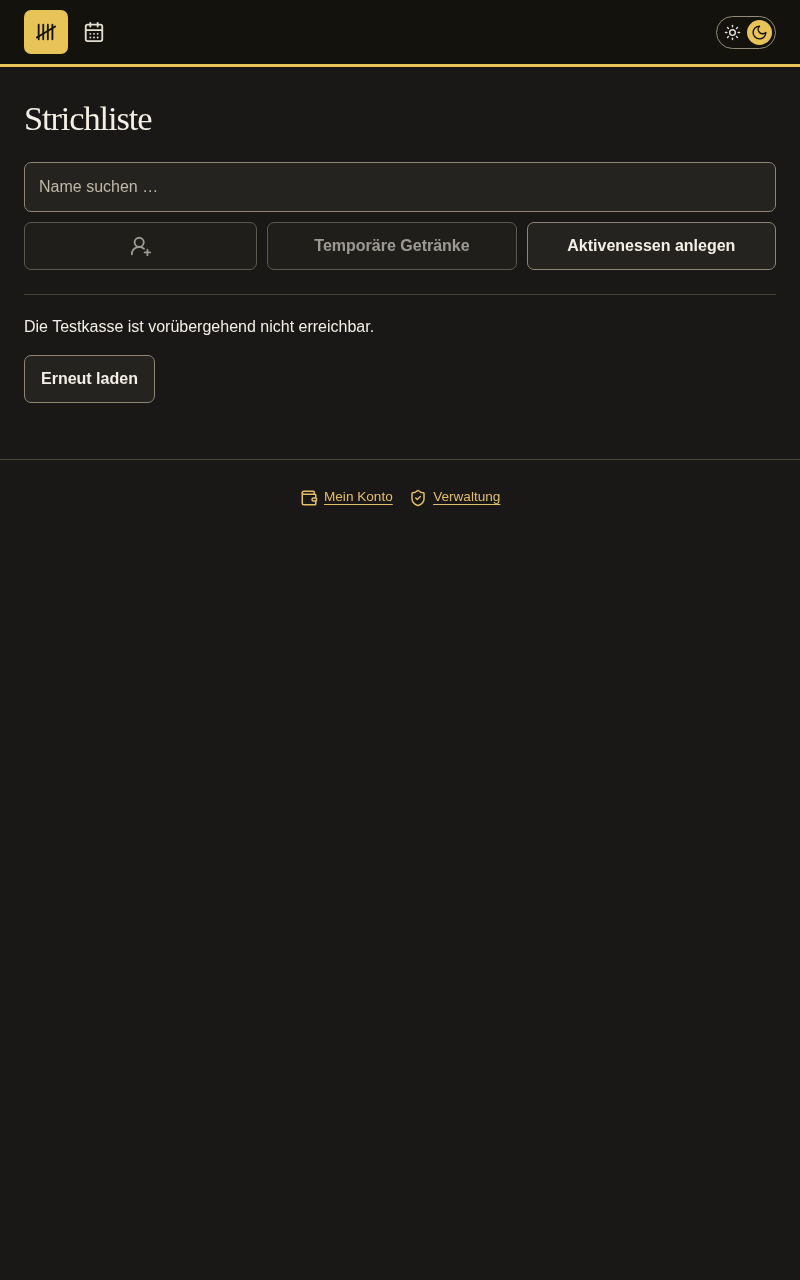 Strichliste
Name suchen …
Temporäre Getränke
Aktivenessen anlegen
Die Testkasse ist vorübergehend nicht erreichbar.
Erneut laden
Mein Konto
Verwaltung